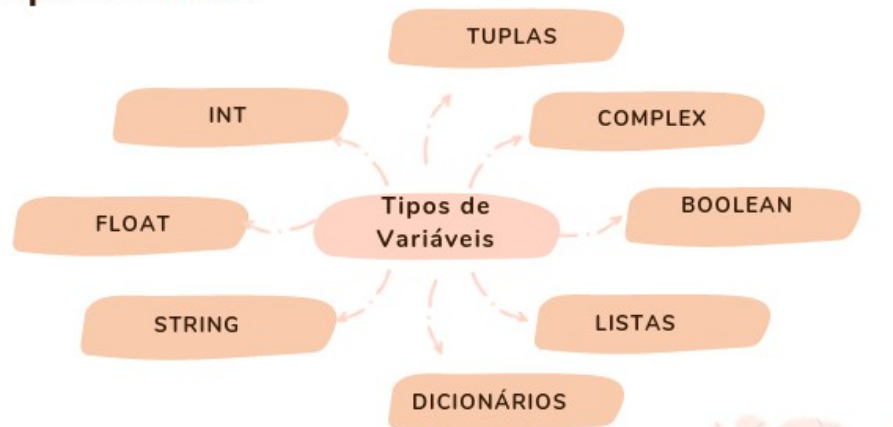 TUPLAS
INT
COMPLEX
Tipos de
Variáveis
BOOLEAN
FLOAT
STRING
LISTAS
DICIONÁRIOS